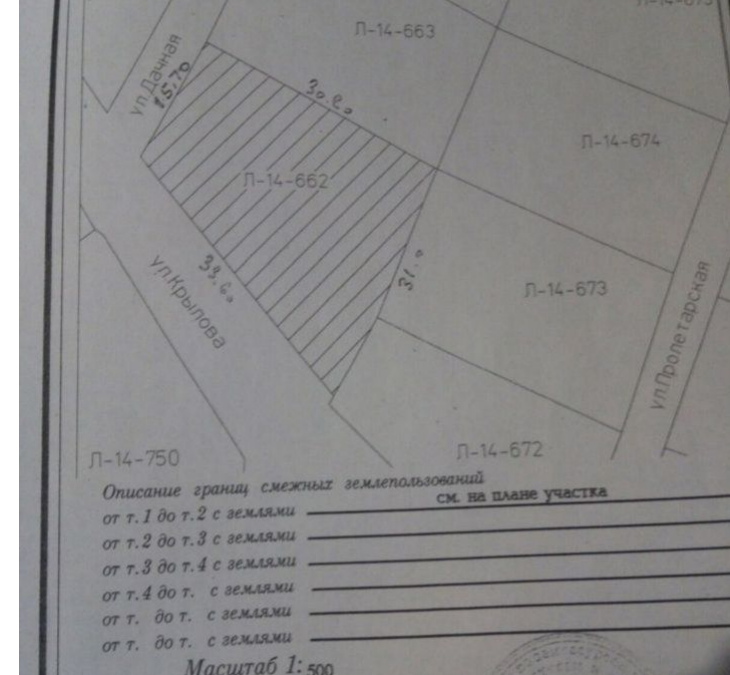 Л-14-663
ул.Дачная
15,70
30.20
Л-14-674
Л-14-662
38.60
31.0
Л-14-673
ул.Крылова
ул.Пролетарская
Л-14-750
Л-14-672
Описание границ смежных землепользований
см. на плане участка
от т.1 до т.2 с землями
от т.2 до т.3 с землями
от т.3 до т.4 с землями
от т.4 до т. с землями
от т. до т. с землями
от т. до т. с землями
Масштаб 1: 500